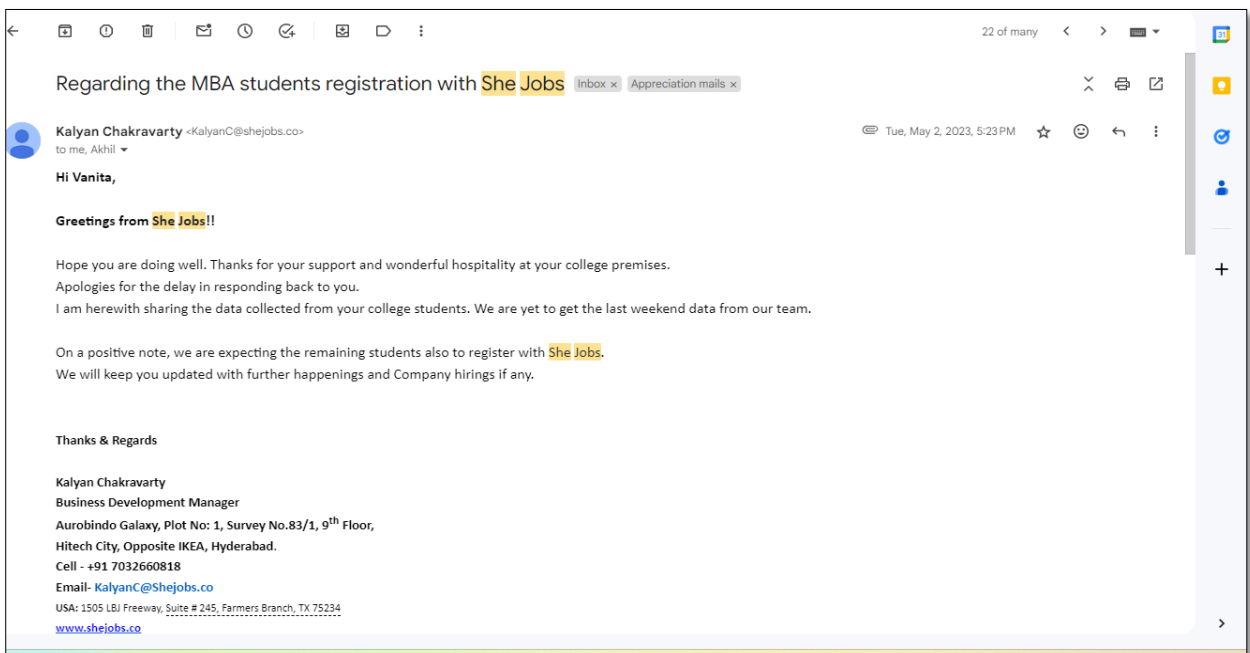 22 of many
Regarding the MBA students registration with She Jobs Inbox x Appreciation mails x
31
Kalyan Chakravarty <KalyanC@shejobs.co> Tue, May 2, 2023, 5:23 PM
to me, Akhil
Hi Vanita,
Greetings from She Jobs!!
Hope you are doing well. Thanks for your support and wonderful hospitality at your college premises.
Apologies for the delay in responding back to you.
I am herewith sharing the data collected from your college students. We are yet to get the last weekend data from our team.
On a positive note, we are expecting the remaining students also to register with She Jobs.
We will keep you updated with further happenings and Company hirings if any.
Thanks & Regards
Kalyan Chakravarty
Business Development Manager
Aurobindo Galaxy, Plot No: 1, Survey No.83/1, 9th Floor,
Hitech City, Opposite IKEA, Hyderabad.
Cell - +91 7032660818
Email- KalyanC@Shejobs.co
USA: 1505 LBJ Freeway, Suite # 245, Farmers Branch, TX 75234
www.shejobs.co